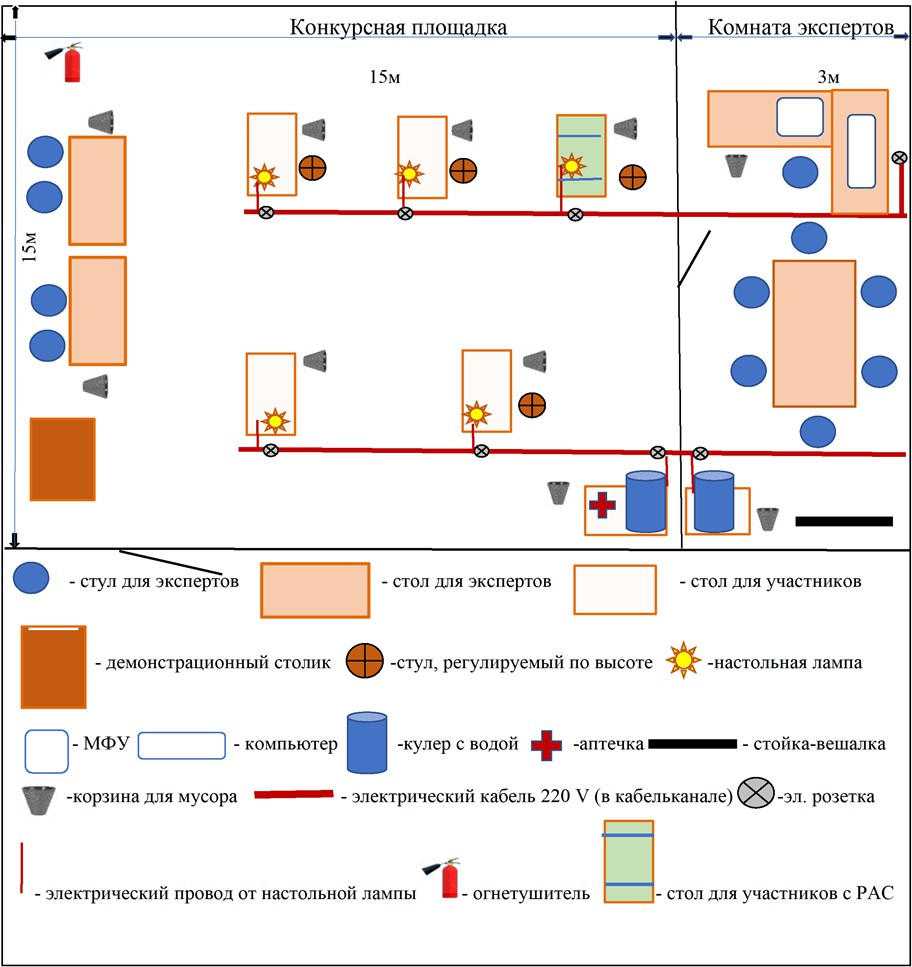 Конкурсная площадка
Комната экспертов
15м
3м
15м
- стул для экспертов
- стол для экспертов
- стол для участников
- демонстрационный столик
-стул, регулируемый по высоте
-настольная лампа
- МФУ
- компьютер
-кулер с водой
-аптечка
- стойка-вешалка
-корзина для мусора
- электрический кабель 220 V (в кабельканале)
-эл. розетка
- электрический провод от настольной лампы
- огнетушитель
- стол для участников с РАС